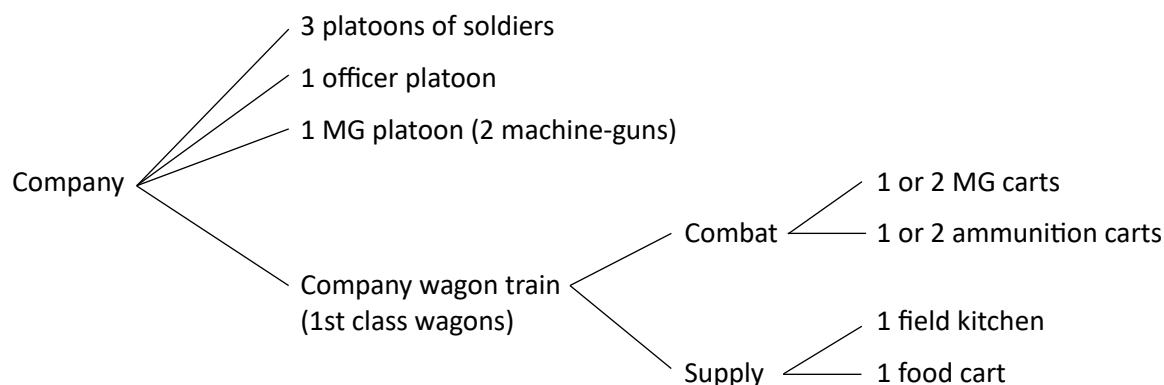 3 platoons of soldiers
1 officer platoon
1 MG platoon (2 machine-guns)
Company
1 or 2 MG carts
Combat
1 or 2 ammunition carts
Company wagon train
(1st class wagons)
1 field kitchen
Supply
1 food cart